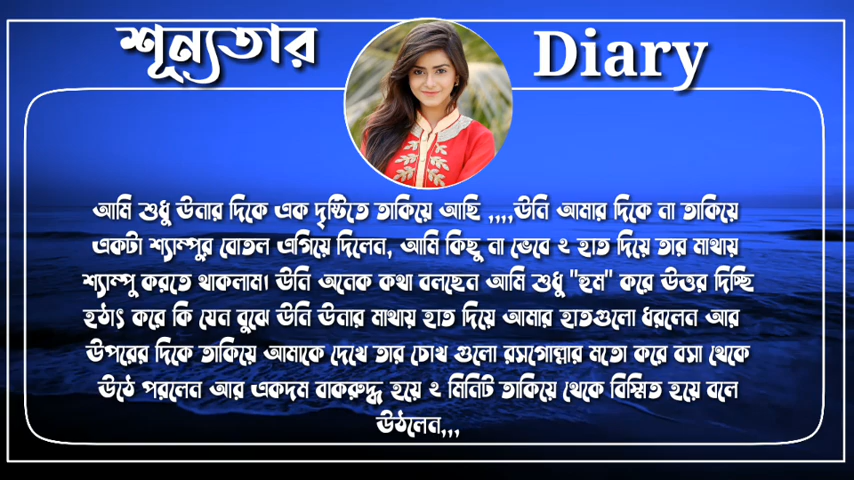 শূন্যতার Diary
আমি শুধু উনার দিকে এক দৃষ্টিতে তাকিয়ে আছি ,,,,উনি আমার দিকে না তাকিয়ে
একটা শ্যাম্পুর বোতল এগিয়ে দিলেন, আমি কিছু না ভেবে ২ হাত দিয়ে তার মাথায়
শ্যাম্পু করতে থাকলাম। উনি অনেক কথা বলছেন আমি শুধু "হুম" করে উত্তর দিচ্ছি
হঠাৎ করে কি যেন বুঝে উনি উনার মাথায় হাত দিয়ে আমার হাতগুলো ধরলেন আর
উপরের দিকে তাকিয়ে আমাকে দেখে তার চোখ গুলো রসগোল্লার মতো করে বসা থেকে
উঠে পরলেন আর একদম বাকরুদ্ধ হয়ে ২ মিনিট তাকিয়ে থেকে বিস্মিত হয়ে বলে
উঠলেন,,,